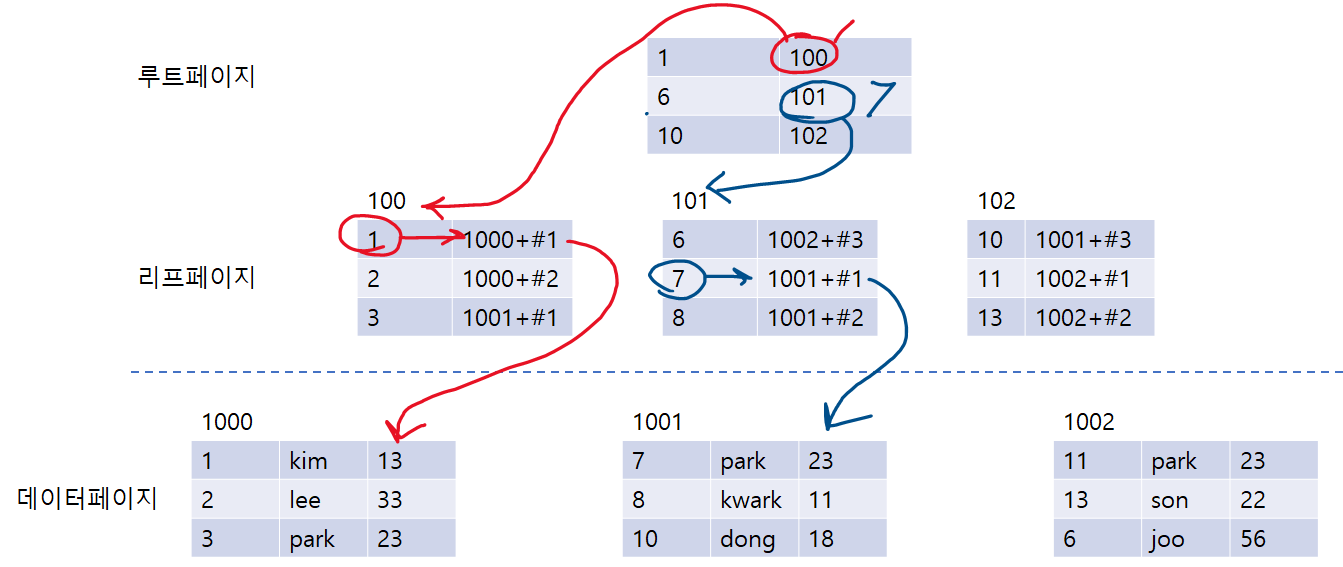 루트페이지
1 100
6 101 7
10 102
100
1 1000+#1
2 1000+#2
3 1001+#1
101
6 1002+#3
7 1001+#1
8 1001+#2
102
10 1001+#3
11 1002+#1
13 1002+#2
리프페이지
데이터페이지
1000
1 kim 13
2 lee 33
3 park 23
1001
7 park 23
8 kwark 11
10 dong 18
1002
11 park 23
13 son 22
6 joo 56